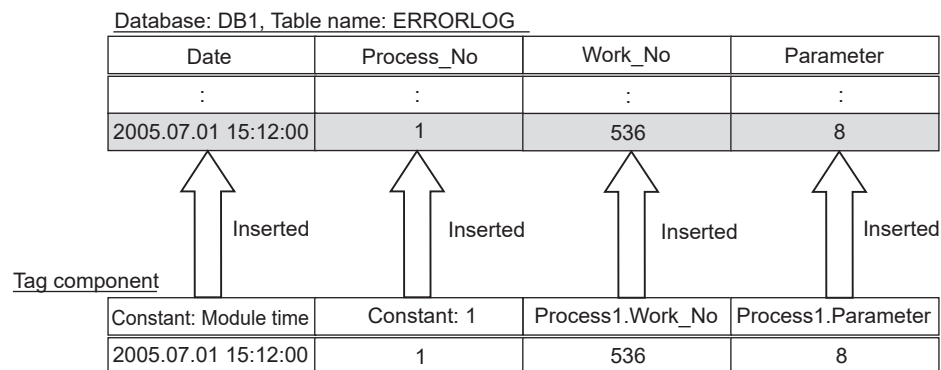 Database: DB1, Table name: ERRORLOG
Date Process_No Work_No Parameter
: : : :
2005.07.01 15:12:00 1 536 8
Inserted Inserted Inserted Inserted
Tag component
Constant: Module time Constant: 1 Process1.Work_No Process1.Parameter
2005.07.01 15:12:00 1 536 8